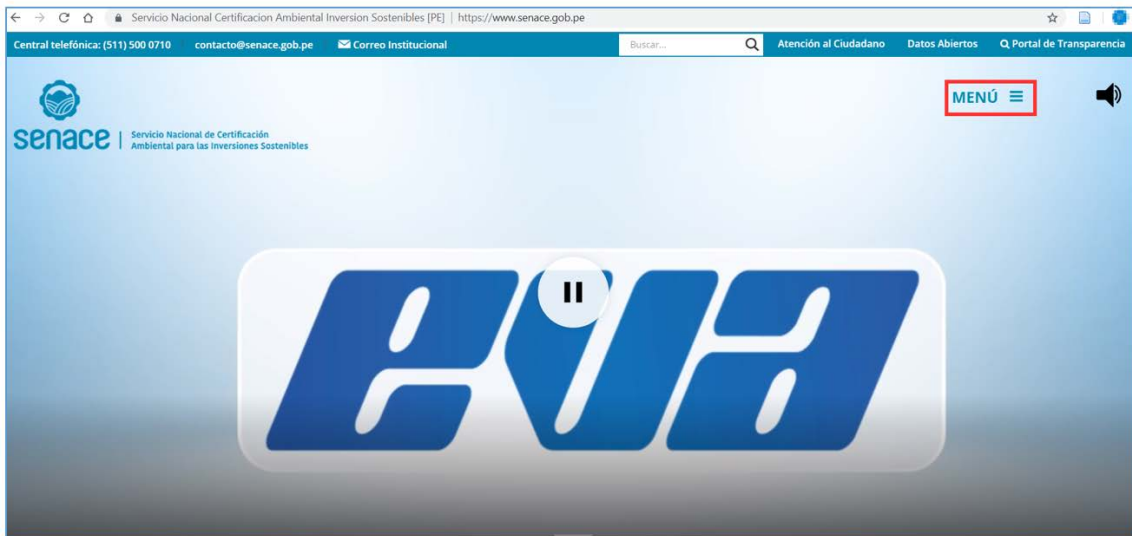 Servicio Nacional Certificacion Ambiental Inversion Sostenibles [PE] | https://www.senace.gob.pe
Central telefónica: (511) 500 0710 contacto@senace.gob.pe Correo Institucional Buscar... Atención al Ciudadano Datos Abiertos Portal de Transparencia
MENÚ
senace | Servicio Nacional de Certificación
Ambiental para las Inversiones Sostenibles
eva